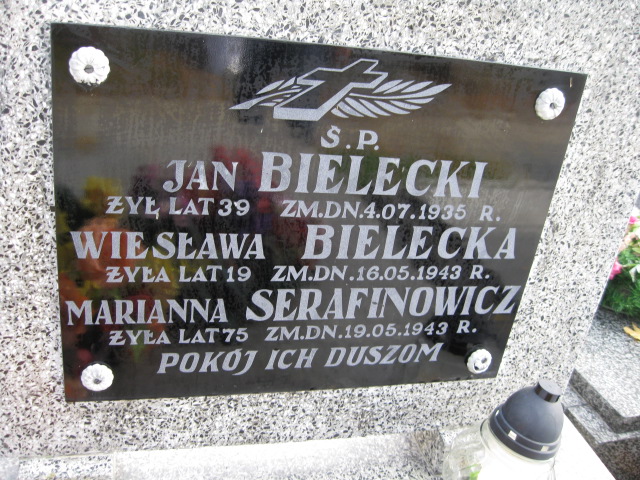 Ś.P.
JAN BIELECKI
ŻYŁ LAT 39 ZM.DN.4.07.1935 R.
WIESŁAWA BIELECKA
ŻYŁA LAT 19 ZM.DN.16.05.1943 R.
MARIANNA SERAFINOWICZ
ŻYŁA LAT 75 ZM.DN.19.05.1943 R.
POKÓJ ICH DUSZOM